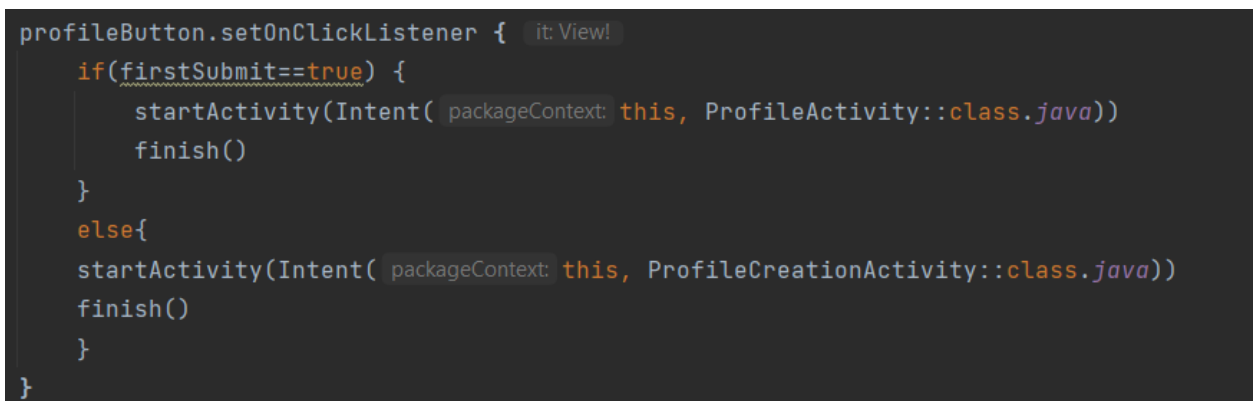 profileButton.setOnClickListener { it: View!
if(firstSubmit==true) {
startActivity(Intent( packageContext: this, ProfileActivity::class.java))
finish()
}
else{
startActivity(Intent( packageContext: this, ProfileCreationActivity::class.java))
finish()
}
}